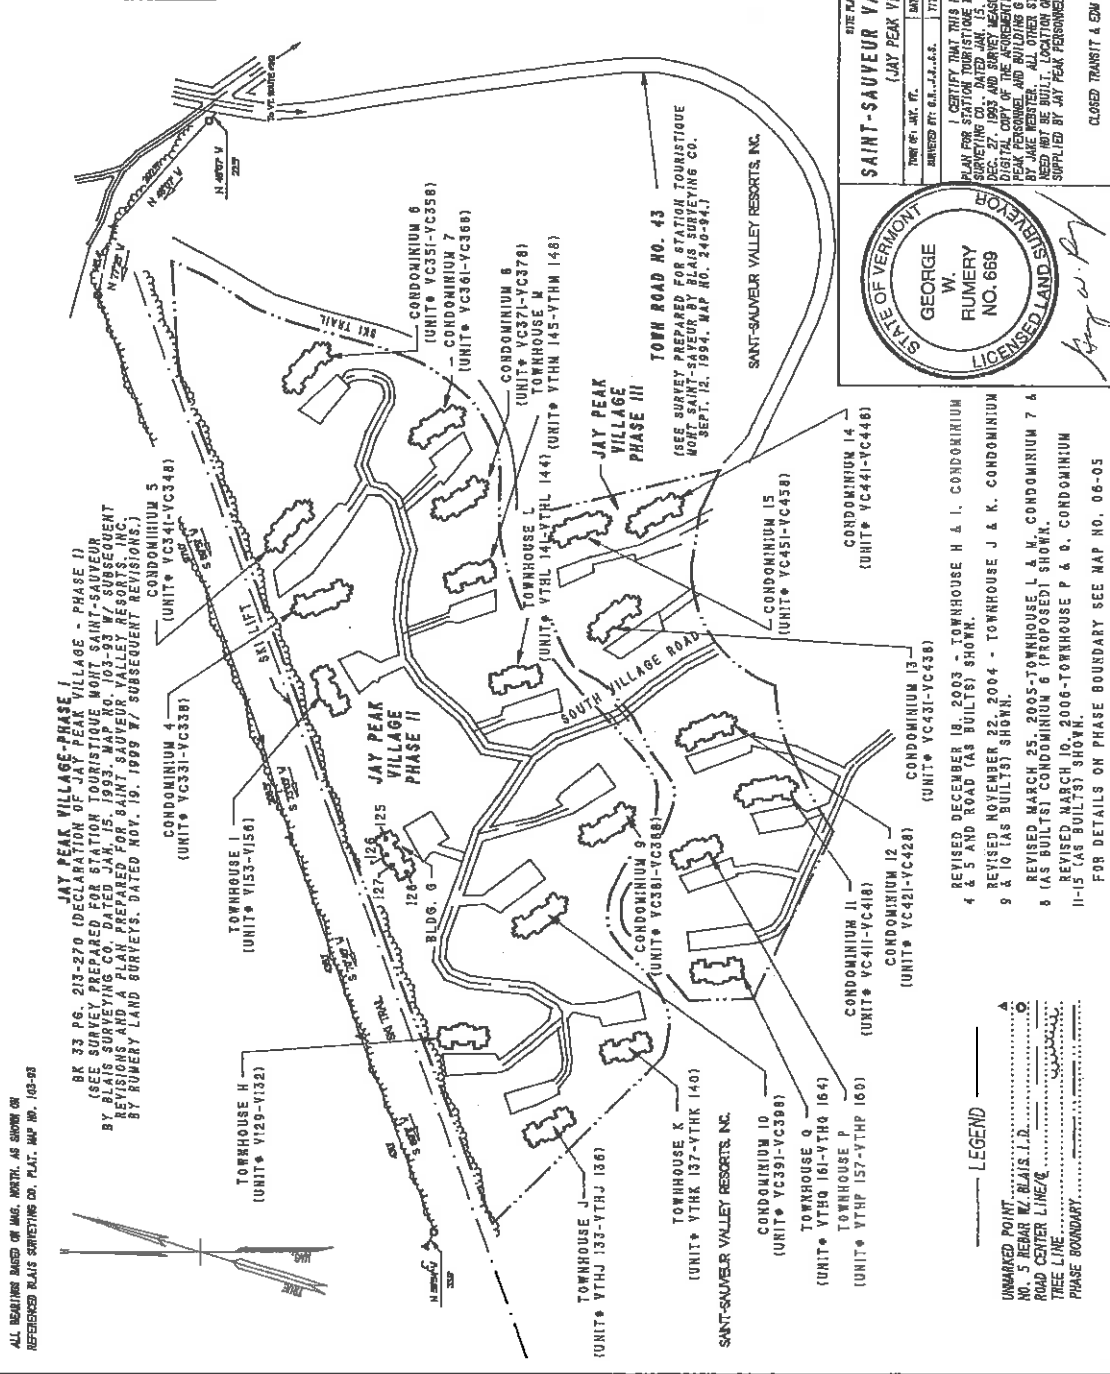 ALL BEARINGS BASED ON MAG. NORTH. AS SHOWN ON
REFERENCED BLAIS SURVEYING CO. PLAT. MAP NO. 103-93
JAY PEAK VILLAGE-PHASE I
BK 33 PG. 213-270 (DECLARATION OF JAY PEAK VILLAGE - PHASE I)
(SEE SURVEY PREPARED FOR STATION TOURISTIQUE MONT SAINT-SAUVEUR
BY BLAIS SURVEYING CO. DATED JAN. 15, 1993. MAP NO. 103-93 W/ SUBSEQUENT
REVISIONS AND A PLAN PREPARED FOR SAINT SAUVEUR VALLEY RESORTS, INC.
BY RUMERY LAND SURVEYS. DATED NOV. 19, 1999 W/ SUBSEQUENT REVISIONS.)
TOWNHOUSE H
(UNIT# V129-V132)
TOWNHOUSE I
(UNIT# V153-V156)
CONDOMINIUM 4
(UNIT# VC331-VC338)
CONDOMINIUM 5
(UNIT# VC341-VC348)
CONDOMINIUM 6
(UNIT# VC351-VC358)
CONDOMINIUM 7
(UNIT# VC361-VC368)
CONDOMINIUM 8
(UNIT# VC371-VC378)
TOWNHOUSE M
(UNIT# VTHM 145-VTHM 148)
TOWNHOUSE L
(UNIT# VTHL 141-VTHL 144)
SKI TRAIL
SKI LIFT
SKI TRAIL
TO VT. ROUTE
JAY PEAK
VILLAGE
PHASE II
125
126
127
128
BLDG. G
SOUTH VILLAGE ROAD
JAY PEAK
VILLAGE
PHASE III
TOWN ROAD NO. 43
(SEE SURVEY PREPARED FOR STATION TOURISTIQUE
MONT SAINT-SAVEUR BY BLAIS SURVEYING CO.
SEPT. 12, 1994. MAP NO. 240-94.)
SAINT-SAUVEUR VALLEY RESORTS, INC.
CONDOMINIUM 14
(UNIT# VC441-VC448)
CONDOMINIUM 15
(UNIT# VC451-VC458)
CONDOMINIUM 13
(UNIT# VC431-VC438)
CONDOMINIUM 12
(UNIT# VC421-VC428)
CONDOMINIUM 11
(UNIT# VC411-VC418)
CONDOMINIUM 9
(UNIT# VC381-VC388)
TOWNHOUSE J
(UNIT# VTHJ 133-VTHJ 136)
TOWNHOUSE K
(UNIT# VTHK 137-VTHK 140)
SAINT-SAUVEUR VALLEY RESORTS, INC.
CONDOMINIUM 10
(UNIT# VC391-VC398)
TOWNHOUSE Q
(UNIT# VTHQ 161-VTHQ 164)
TOWNHOUSE P
(UNIT# VTHP 157-VTHP 160)
LEGEND
UNMARKED POINT
NO. 5 REBAR W/ BLAIS I.D.
ROAD CENTER LINE/
TREE LINE
PHASE BOUNDARY
REVISED DECEMBER 18, 2003 - TOWNHOUSE H & I, CONDOMINIUM
4 & 5 AND ROAD (AS BUILTS) SHOWN.
REVISED NOVEMBER 22, 2004 - TOWNHOUSE J & K, CONDOMINIUM
9 & 10 (AS BUILTS) SHOWN.
REVISED MARCH 25, 2005-TOWNHOUSE L & M, CONDOMINIUM 7 &
8 (AS BUILTS) CONDOMINIUM 6 (PROPOSED) SHOWN.
REVISED MARCH 10, 2006-TOWNHOUSE P & Q, CONDOMINIUM
11-15 (AS BUILTS) SHOWN.
FOR DETAILS ON PHASE BOUNDARY SEE MAP NO. 06-05
STATE OF VERMONT
GEORGE
W.
RUMERY
NO. 669
LICENSED LAND SURVEYOR
SITE PLA
SAINT-SAUVEUR VA
(JAY PEAK VI
TOWN OF: JAY, VT.
I CERTIFY THAT THIS
PLAN FOR STATION TOURISTIQUE
SURVEYING CO., DATED JAN. 15,
DEC. 27, 1993 AND SURVEY MEASU
DIGITAL COPY OF THE AFOREMENTI
PEAK PERSONNEL AND BUILDING G
BY JAKE WEBSTER. ALL OTHER S
NEED NOT BE BUILT. LOCATION OF
SUPPLIED BY JAY PEAK PERSONNEL
CLOSED TRANSIT & EDM